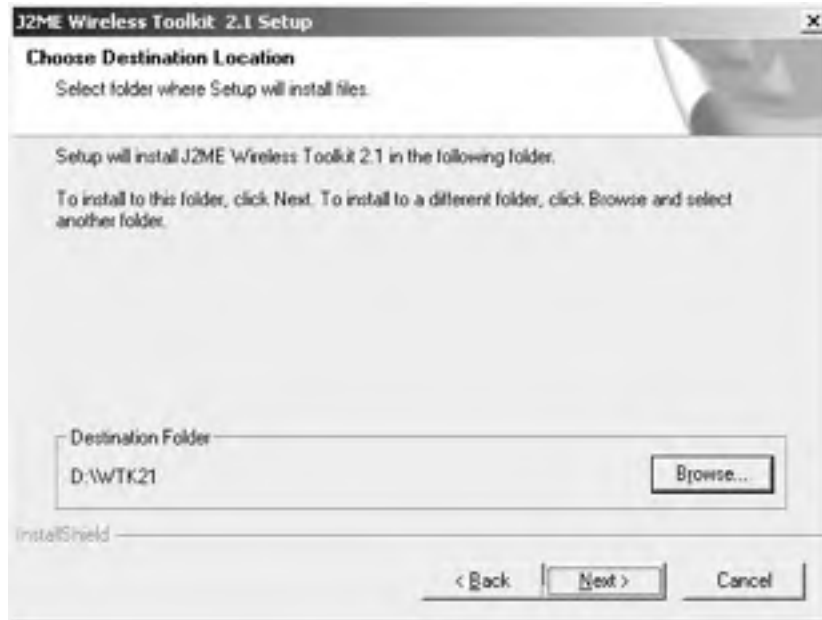 J2ME Wireless Toolkit 2.1 Setup
Choose Destination Location
Select folder where Setup will install files.
Setup will install J2ME Wireless Toolkit 2.1 in the following folder.
To install to this folder, click Next. To install to a different folder, click Browse and select
another folder.
Destination Folder
D:\WTK21
Browse...
InstallShield
< Back
Next >
Cancel